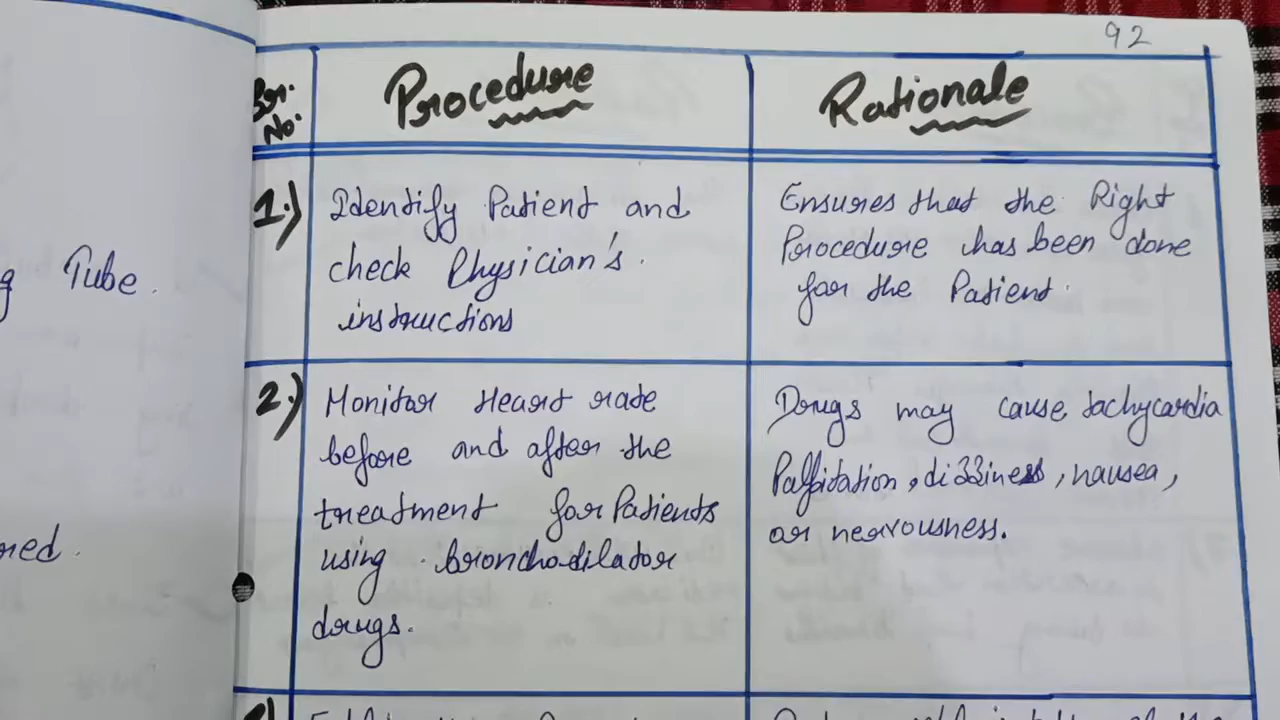 92
Sr. No.
Procedure
Rationale
1.)
Identify Patient and
check Physician's.
instructions
Ensures that the Right
Procedure has been done
for the Patient.
2.)
Monitor Heart rate
before and after the
treatment for Patients
using bronchodilator
drugs.
Drugs may cause tachycardia
Palpitation, dizziness, nausea,
or nervousness.
Tube.